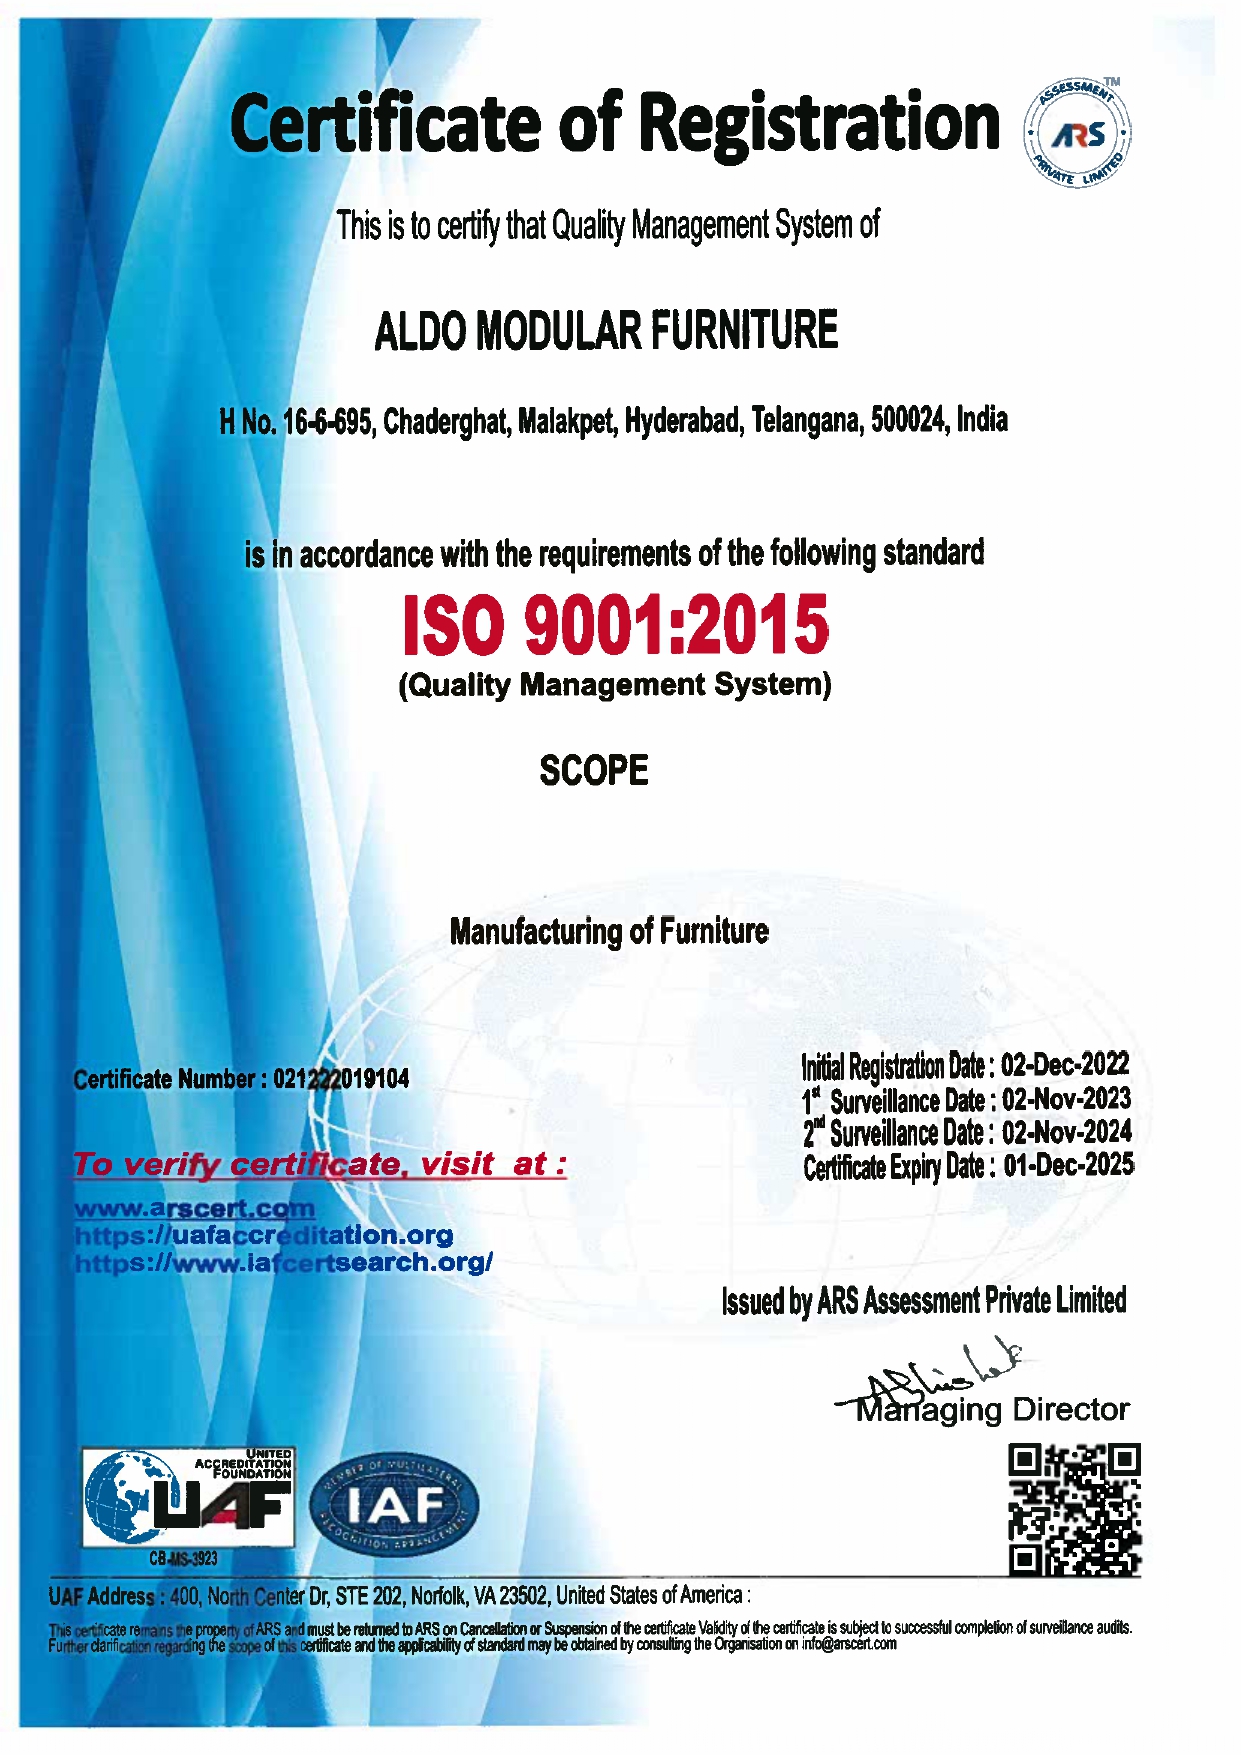 Certificate of Registration
ASSESSMENT
TM
ARS
PRIVATE LIMITED
This is to certify that Quality Management System of
ALDO MODULAR FURNITURE
H No. 16-6-695, Chaderghat, Malakpet, Hyderabad, Telangana, 500024, India
is in accordance with the requirements of the following standard
ISO 9001:2015
(Quality Management System)
SCOPE
Manufacturing of Furniture
Certificate Number : 021222019104
Initial Registration Date : 02-Dec-2022
1st Surveillance Date : 02-Nov-2023
2nd Surveillance Date : 02-Nov-2024
Certificate Expiry Date : 01-Dec-2025
To verify certificate, visit at :
www.arscert.com
https://uafaccreditation.org
https://www.iafcertsearch.org/
Issued by ARS Assessment Private Limited
Abhishek
Managing Director
UNITED
ACCREDITATION
FOUNDATION
UAF
CB-MS-3923
MEMBER OF MULTILATERAL
IAF
RECOGNITION ARRANGEMENT
UAF Address : 400, North Center Dr, STE 202, Norfolk, VA 23502, United States of America :
This certificate remains the property of ARS and must be returned to ARS on Cancellation or Suspension of the certificate Validity of the certificate is subject to successful completion of surveillance audits.
Further clarification regarding the scope of this certificate and the applicability of standard may be obtained by consulting the Organisation on info@arscert.com